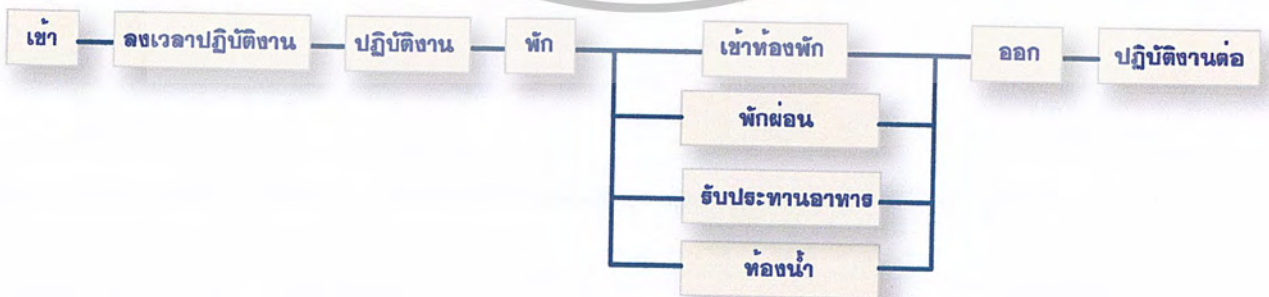 เข้า
ลงเวลาปฏิบัติงาน
ปฏิบัติงาน
พัก
เข้าห้องพัก
พักผ่อน
รับประทานอาหาร
ห้องน้ำ
ออก
ปฏิบัติงานต่อ